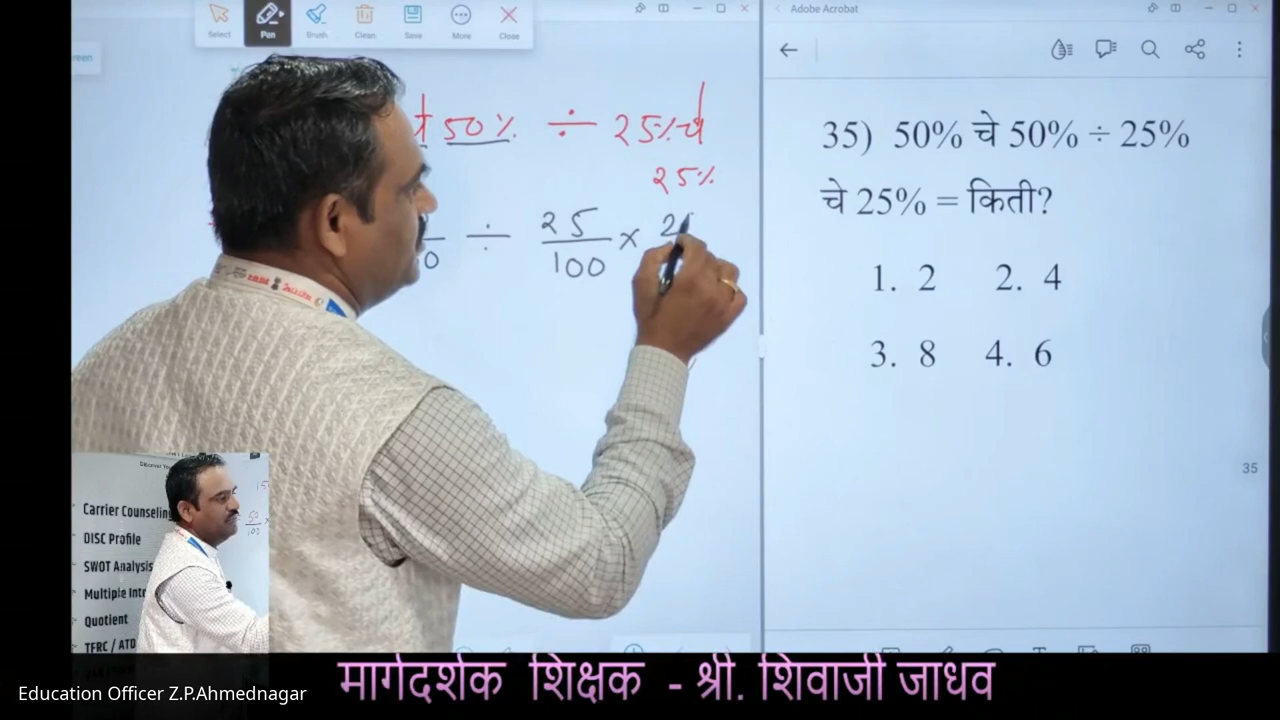 Select Pen Brush Clean Save More Close
Adobe Acrobat
50% ÷ 25% चे
25%
÷ 25/100 ×
35) 50% चे 50% ÷ 25%
चे 25% = किती?
1. 2 2. 4
3. 8 4. 6
35
Carrier Counseling
DISC Profile
SWOT Analysis
Multiple Inte
Quotient
TFRC / ATD
मार्गदर्शक शिक्षक - श्री. शिवाजी जाधव
Education Officer Z.P.Ahmednagar